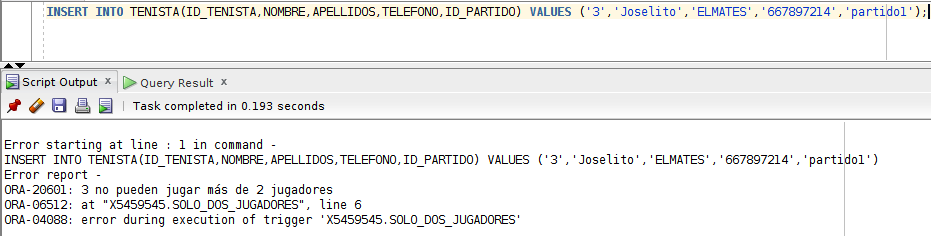 INSERT INTO TENISTA(ID_TENISTA,NOMBRE,APELLIDOS,TELEFONO,ID_PARTIDO) VALUES ('3','Joselito','ELMATES','667897214','partido1');
Script Output x Query Result x
Task completed in 0.193 seconds
Error starting at line : 1 in command -
INSERT INTO TENISTA(ID_TENISTA,NOMBRE,APELLIDOS,TELEFONO,ID_PARTIDO) VALUES ('3','Joselito','ELMATES','667897214','partido1')
Error report -
ORA-20601: 3 no pueden jugar más de 2 jugadores
ORA-06512: at "X5459545.SOLO_DOS_JUGADORES", line 6
ORA-04088: error during execution of trigger 'X5459545.SOLO_DOS_JUGADORES'